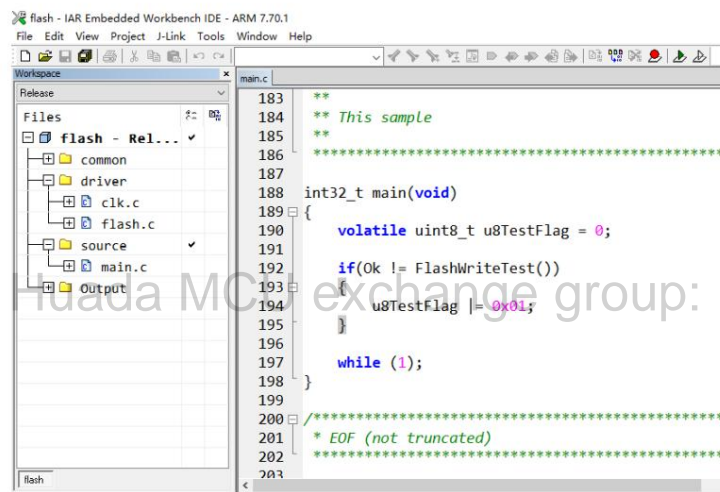 flash - IAR Embedded Workbench IDE - ARM 7.70.1
File Edit View Project J-Link Tools Window Help
Workspace
Release
Files
flash - Rel...
common
driver
clk.c
flash.c
source
main.c
Output
flash
main.c
183 **
184 ** This sample
185 **
186 ************************************************
187
188 int32_t main(void)
189 {
190 volatile uint8_t u8TestFlag = 0;
191
192 if(Ok != FlashWriteTest())
193 {
194 u8TestFlag |= 0x01;
195 }
196
197 while (1);
198 }
199
200 /************************************************
201 * EOF (not truncated)
202 ************************************************
203
Huada MCU exchange group: